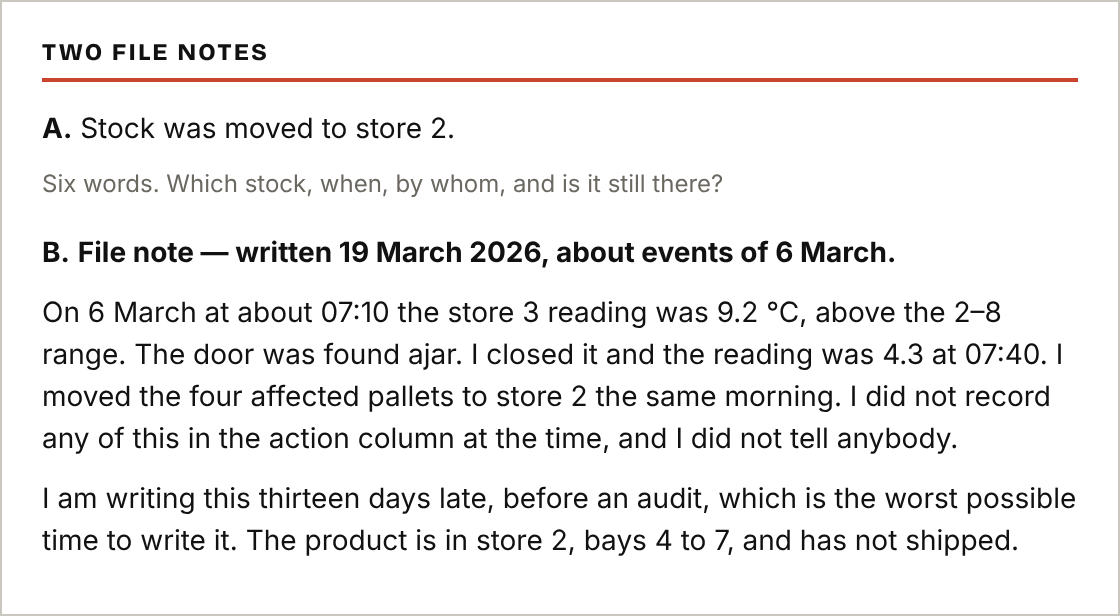 TWO FILE NOTES
A. Stock was moved to store 2.
Six words. Which stock, when, by whom, and is it still there?
B. File note — written 19 March 2026, about events of 6 March.
On 6 March at about 07:10 the store 3 reading was 9.2 °C, above the 2–8
range. The door was found ajar. I closed it and the reading was 4.3 at 07:40. I
moved the four affected pallets to store 2 the same morning. I did not record
any of this in the action column at the time, and I did not tell anybody.
I am writing this thirteen days late, before an audit, which is the worst possible
time to write it. The product is in store 2, bays 4 to 7, and has not shipped.